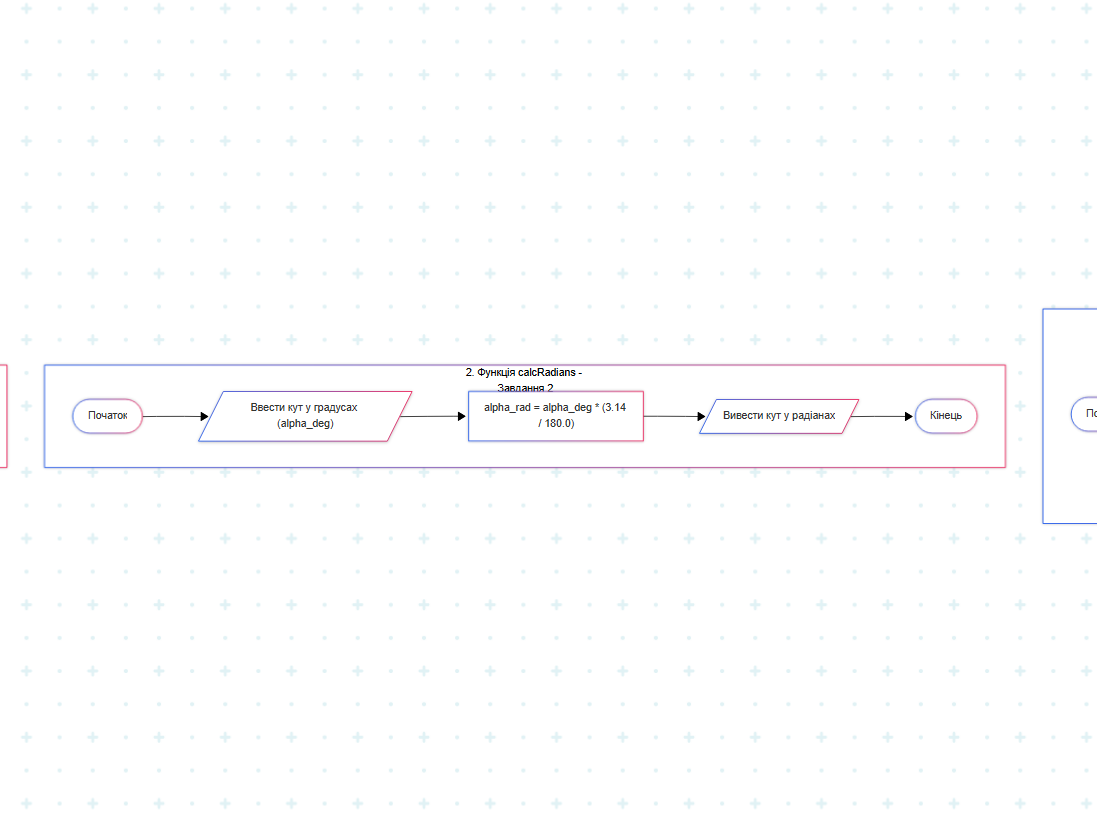 2. Функція calcRadians -
Завдання 2
Початок
Ввести кут у градусах
(alpha_deg)
alpha_rad = alpha_deg * (3.14
/ 180.0)
Вивести кут у радіанах
Кінець